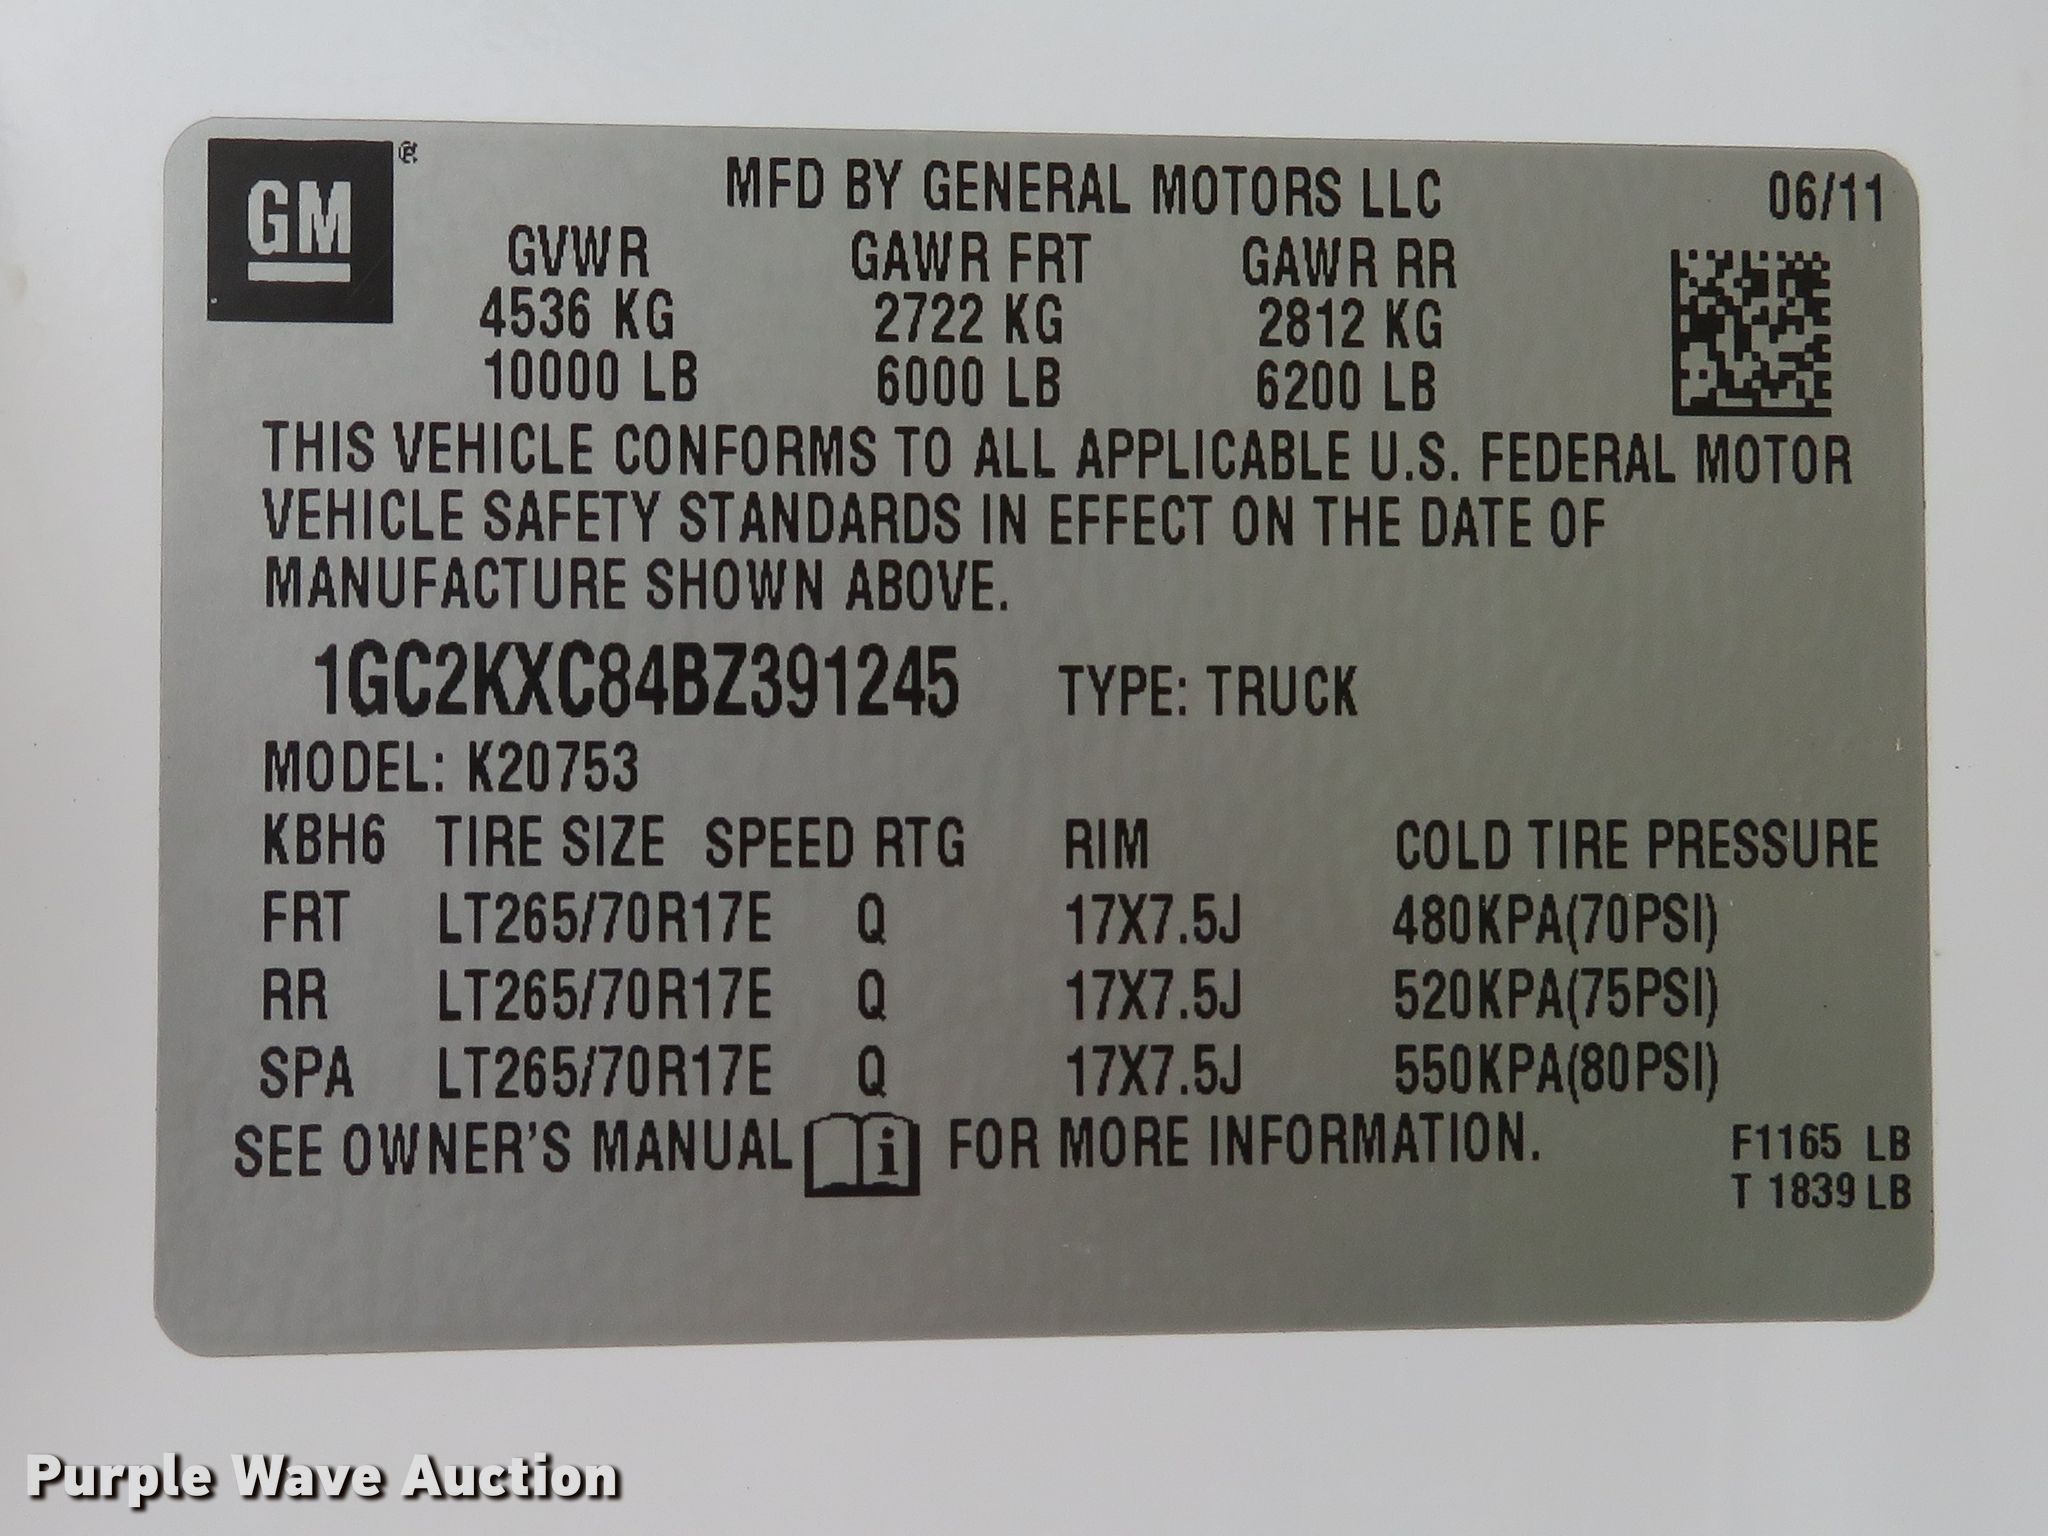 GM
MFD BY GENERAL MOTORS LLC 06/11
GVWR GAWR FRT GAWR RR
4536 KG 2722 KG 2812 KG
10000 LB 6000 LB 6200 LB
THIS VEHICLE CONFORMS TO ALL APPLICABLE U.S. FEDERAL MOTOR
VEHICLE SAFETY STANDARDS IN EFFECT ON THE DATE OF
MANUFACTURE SHOWN ABOVE.
1GC2KXC84BZ391245 TYPE: TRUCK
MODEL: K20753
KBH6 TIRE SIZE SPEED RTG RIM COLD TIRE PRESSURE
FRT LT265/70R17E Q 17X7.5J 480KPA(70PSI)
RR LT265/70R17E Q 17X7.5J 520KPA(75PSI)
SPA LT265/70R17E Q 17X7.5J 550KPA(80PSI)
SEE OWNER'S MANUAL i FOR MORE INFORMATION.
F1165 LB
T 1839 LB
Purple Wave Auction